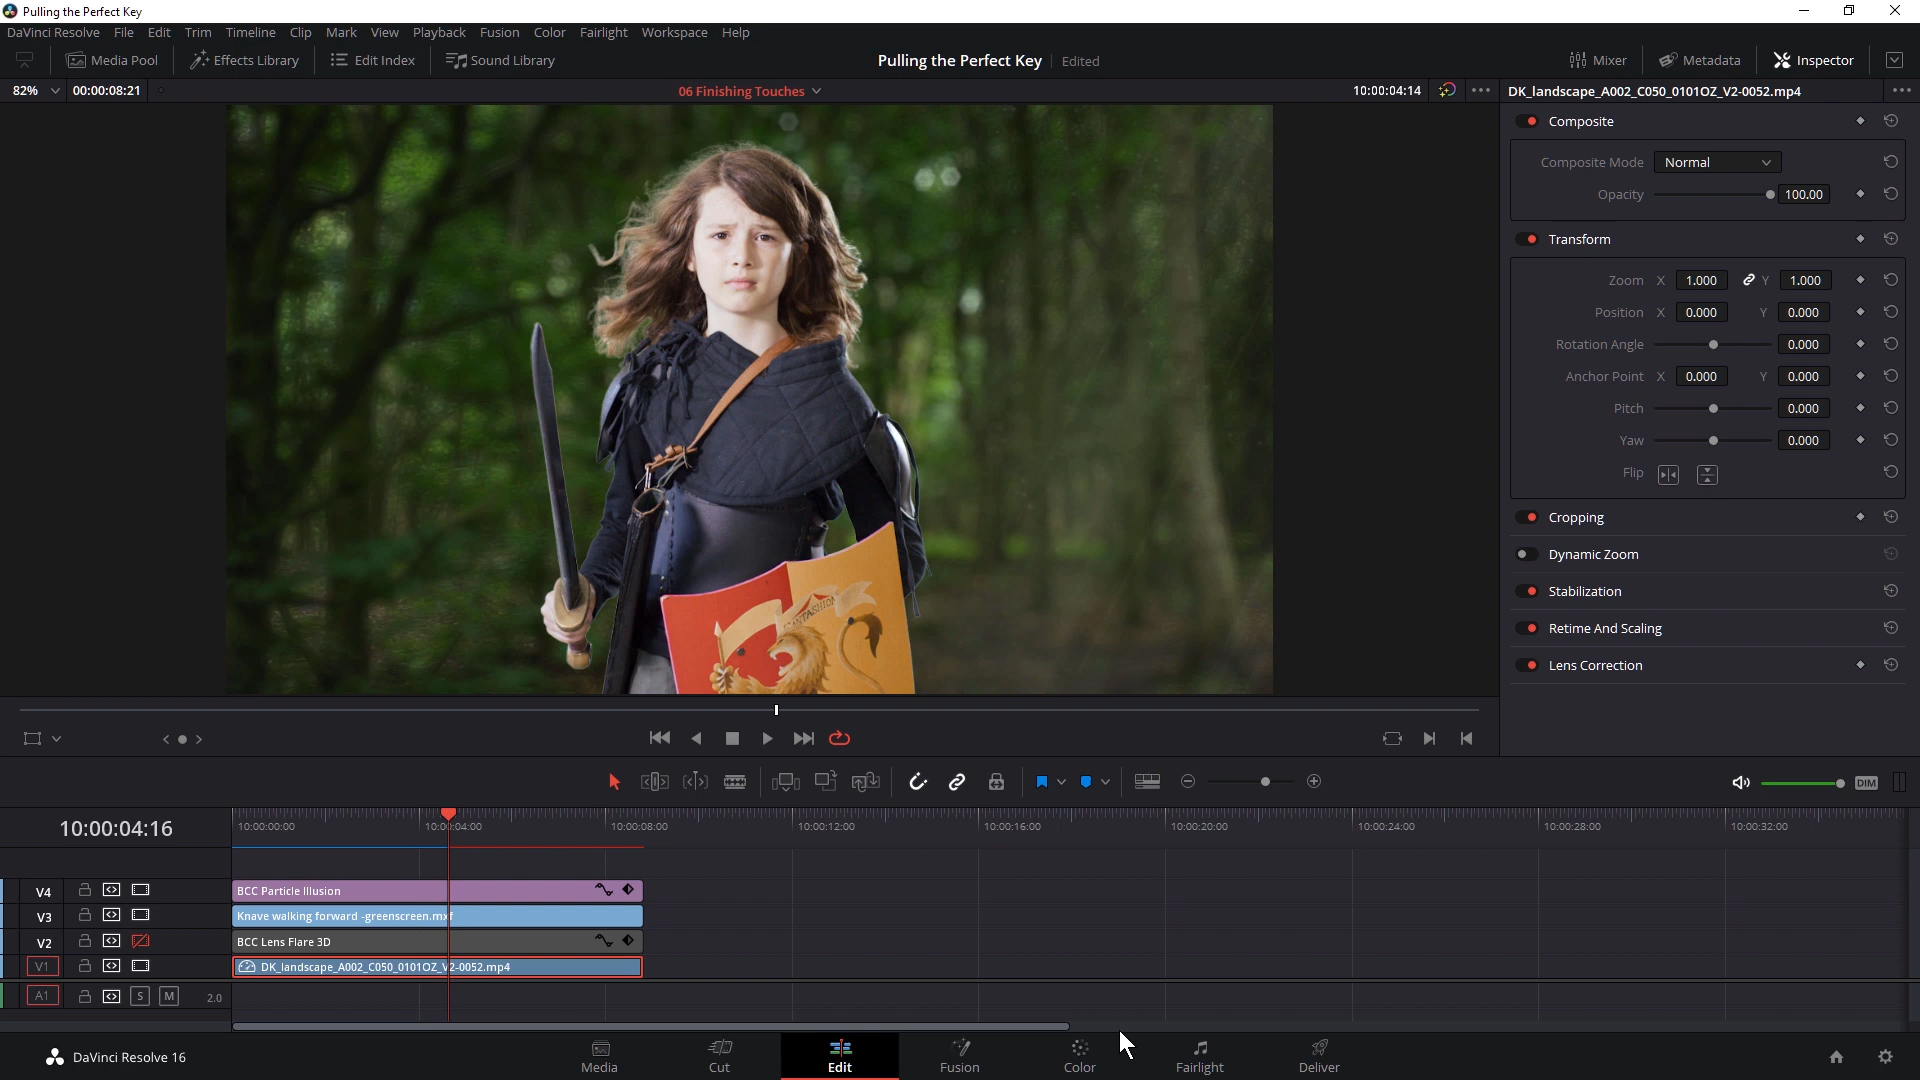 Pulling the Perfect Key
DaVinci Resolve File Edit Trim Timeline Clip Mark View Playback Fusion Color Fairlight Workspace Help
Media Pool Effects Library Edit Index Sound Library Pulling the Perfect Key Edited Mixer Metadata Inspector
82% 00:00:08:21 06 Finishing Touches 10:00:04:14 DK_landscape_A002_C050_0101OZ_V2-0052.mp4
Composite
Composite Mode Normal
Opacity 100.00
Transform
Zoom X 1.000 Y 1.000
Position X 0.000 Y 0.000
Rotation Angle 0.000
Anchor Point X 0.000 Y 0.000
Pitch 0.000
Yaw 0.000
Flip
Cropping
Dynamic Zoom
Stabilization
Retime And Scaling
Lens Correction
DIM
10:00:04:16
10:00:00:00 10:00:04:00 10:00:08:00 10:00:12:00 10:00:16:00 10:00:20:00 10:00:24:00 10:00:28:00 10:00:32:00
V4 BCC Particle Illusion
V3 Knave walking forward -greenscreen.mxf
V2 BCC Lens Flare 3D
V1 DK_landscape_A002_C050_0101OZ_V2-0052.mp4
A1 S M 2.0
DaVinci Resolve 16 Media Cut Edit Fusion Color Fairlight Deliver